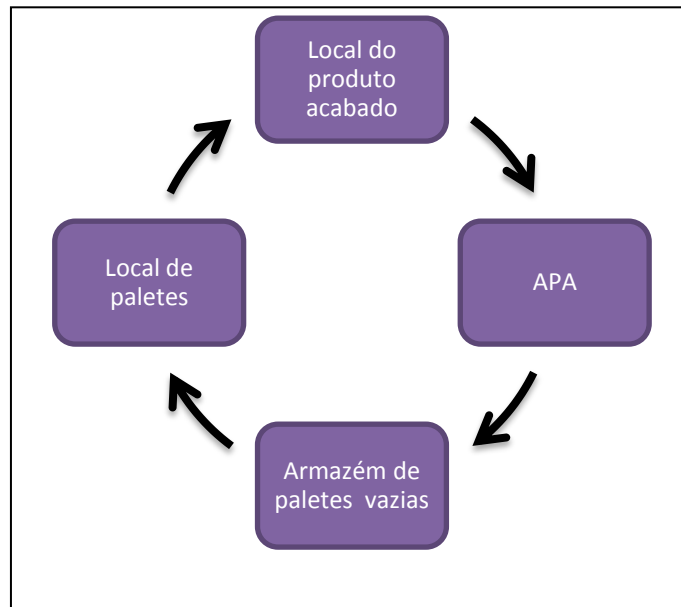 Local do
produto
acabado
Local de
paletes
APA
Armazém de
paletes vazias